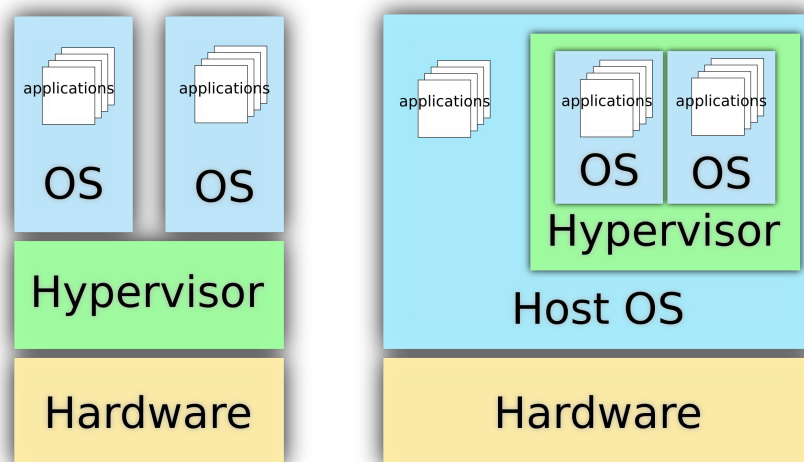 applications
OS
applications
OS
Hypervisor
Hardware
applications
applications
OS
applications
OS
Hypervisor
Host OS
Hardware